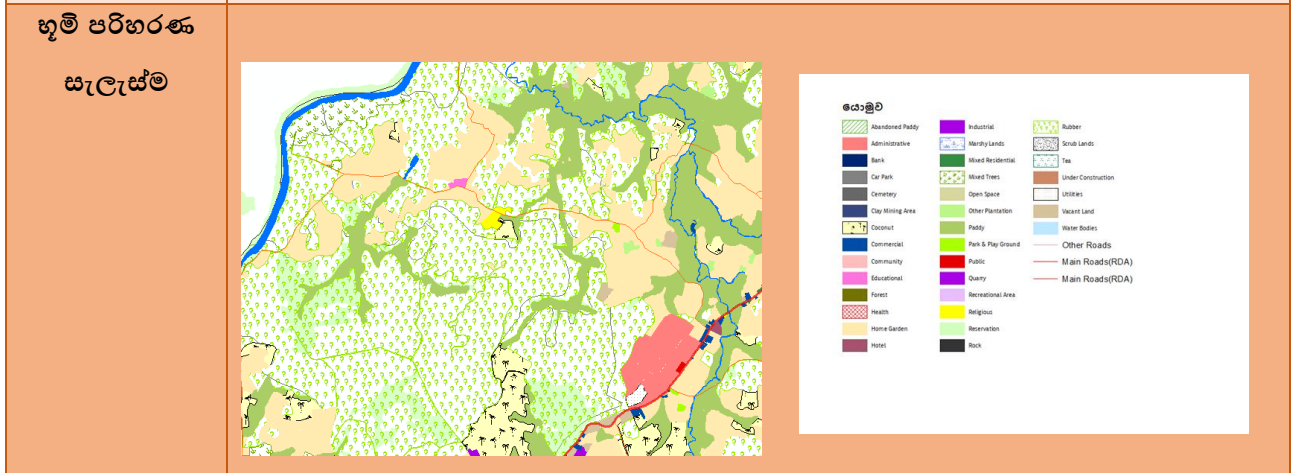 භූමි පරිහරණ
සැලැස්ම
යොමුව
Abandoned Paddy
Administrative
Bank
Car Park
Cemetery
Clay Mining Area
Coconut
Commercial
Community
Educational
Forest
Health
Home Garden
Hotel
Industrial
Marshy Lands
Mixed Residential
Mixed Trees
Open Space
Other Plantation
Paddy
Park & Play Ground
Public
Quarry
Recreational Area
Religious
Reservation
Rock
Rubber
Scrub Lands
Tea
Under Construction
Utilities
Vacant Land
Water Bodies
Other Roads
Main Roads(RDA)
Main Roads(RDA)